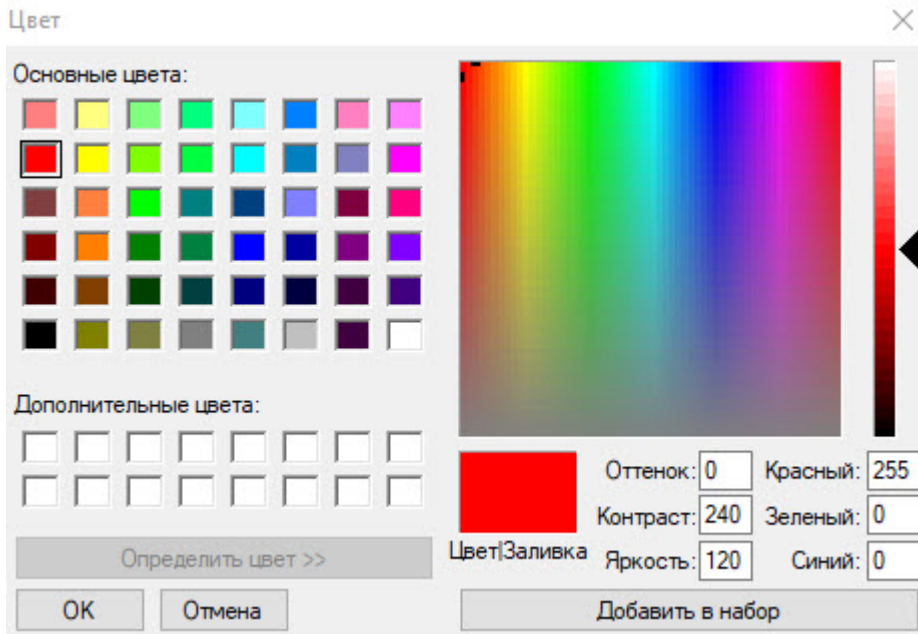 Цвет
Основные цвета:
Дополнительные цвета:
Определить цвет >>
OK
Отмена
Цвет|Заливка
Оттенок: 0
Контраст: 240
Яркость: 120
Красный: 255
Зеленый: 0
Синий: 0
Добавить в набор